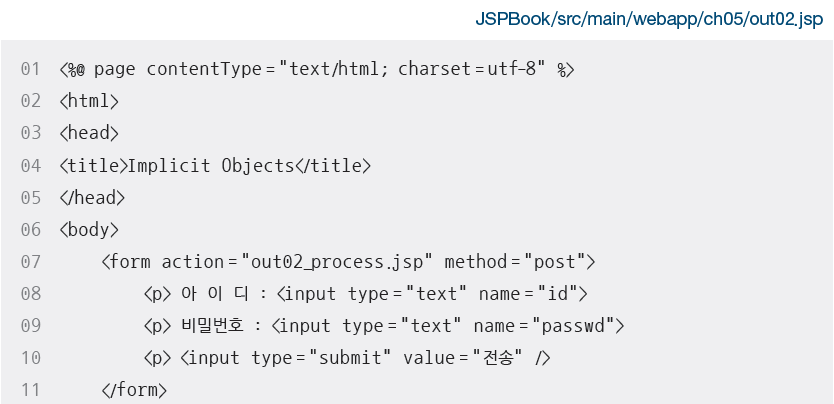 JSPBook/src/main/webapp/ch05/out02.jsp
01 <%@ page contentType="text/html; charset=utf-8" %>
02 <html>
03 <head>
04 <title>Implicit Objects</title>
05 </head>
06 <body>
07 <form action="out02_process.jsp" method="post">
08 <p> 아 이 디 : <input type="text" name="id">
09 <p> 비밀번호 : <input type="text" name="passwd">
10 <p> <input type="submit" value="전송" />
11 </form>